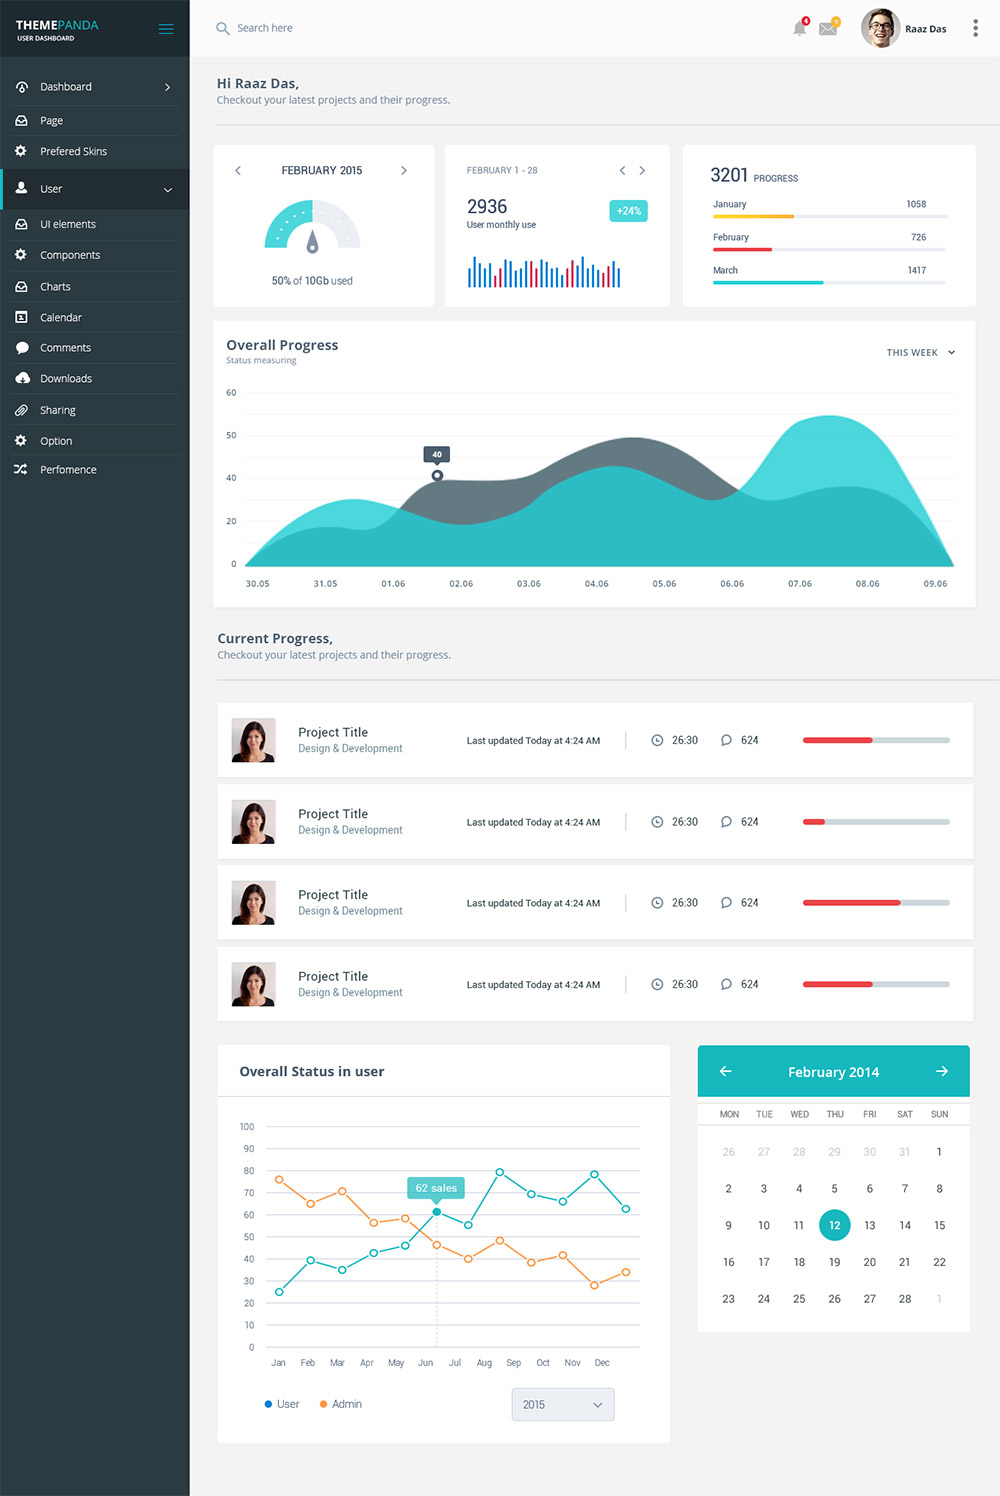 THEMEPANDA
USER DASHBOARD
Search here
4
1
Raaz Das
Dashboard
Page
Prefered Skins
User
UI elements
Components
Charts
Calendar
Comments
Downloads
Sharing
Option
Perfomence
Hi Raaz Das,
Checkout your latest projects and their progress.
FEBRUARY 2015
50% of 10Gb used
FEBRUARY 1 - 28
2936
User monthly use
+24%
3201 PROGRESS
January 1058
February 726
March 1417
Overall Progress
Status measuring
THIS WEEK
60
50
40
20
0
40
30.05 31.05 01.06 02.06 03.06 04.06 05.06 06.06 07.06 08.06 09.06
Current Progress,
Checkout your latest projects and their progress.
Project Title
Design & Development
Last updated Today at 4:24 AM 26:30 624
Project Title
Design & Development
Last updated Today at 4:24 AM 26:30 624
Project Title
Design & Development
Last updated Today at 4:24 AM 26:30 624
Project Title
Design & Development
Last updated Today at 4:24 AM 26:30 624
Overall Status in user
100
90
80
70
60
50
40
30
20
10
0
62 sales
Jan Feb Mar Apr May Jun Jul Aug Sep Oct Nov Dec
User Admin
2015
February 2014
MON TUE WED THU FRI SAT SUN
26 27 28 29 30 31 1
2 3 4 5 6 7 8
9 10 11 12 13 14 15
16 17 18 19 20 21 22
23 24 25 26 27 28 1